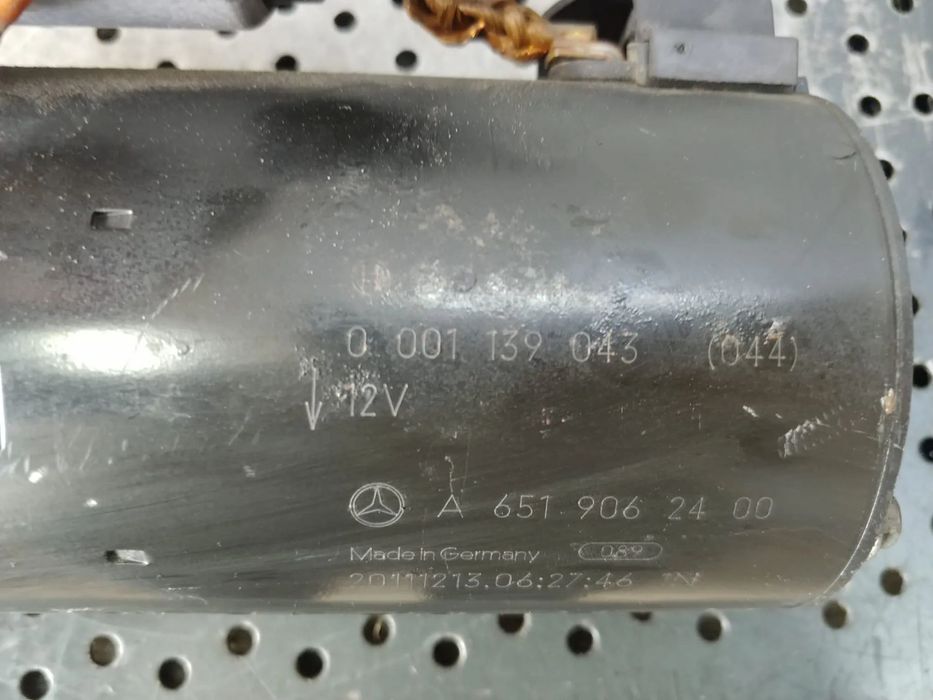 0 001 139 043 (044)
12V
A 651 906 24 00
Made in Germany 089
20111213.06:27:46